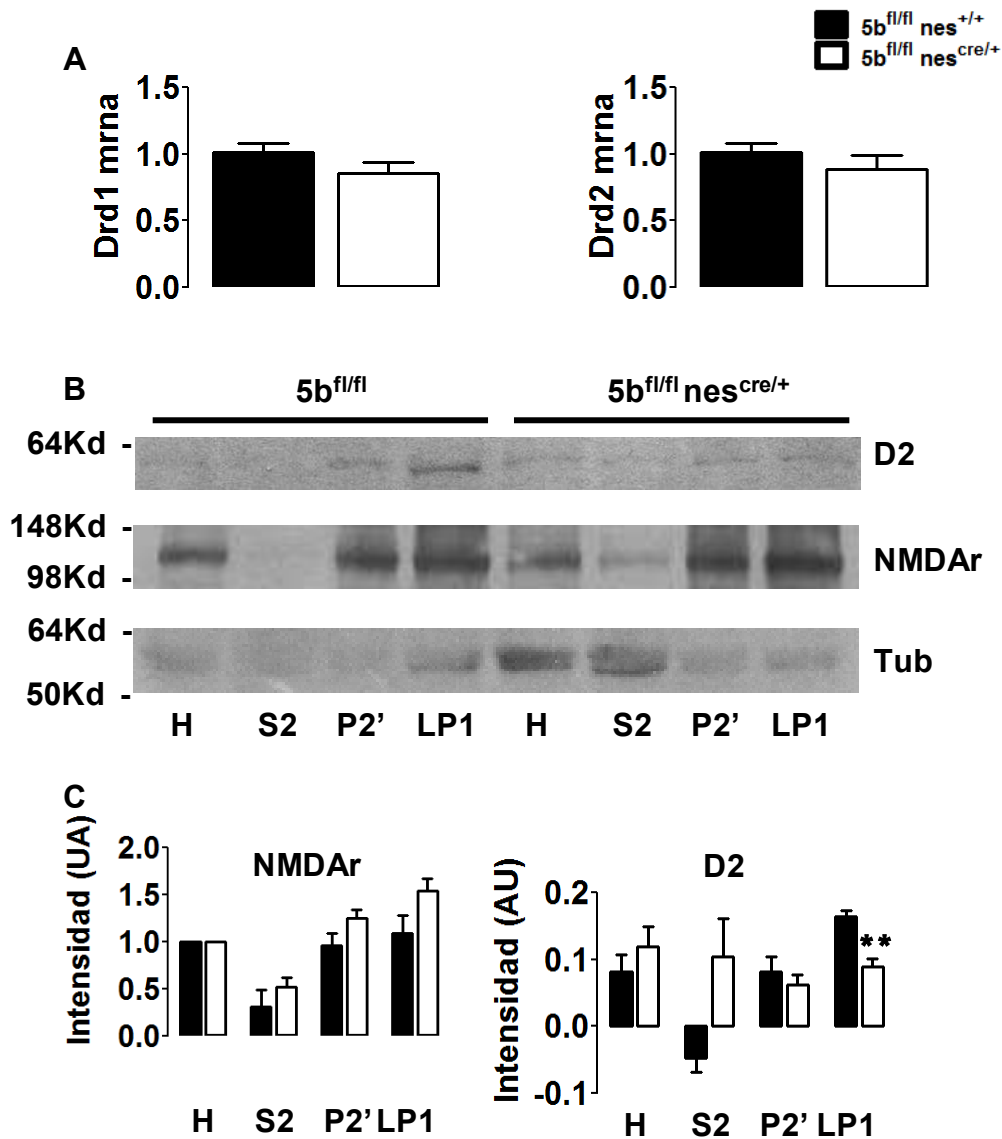 5b^fl/fl nes^+/+
5b^fl/fl nes^cre/+
A
Drd1 mrna
1.5
1.0
0.5
0.0
Drd2 mrna
1.5
1.0
0.5
0.0
B
5b^fl/fl
5b^fl/fl nes^cre/+
64Kd -
D2
148Kd -
98Kd -
NMDAr
64Kd -
50Kd -
Tub
H S2 P2' LP1 H S2 P2' LP1
C
NMDAr
Intensidad (UA)
2.0
1.5
1.0
0.5
0.0
H S2 P2' LP1
D2
Intensidad (AU)
0.2
0.1
0.0
-0.1
**
H S2 P2' LP1